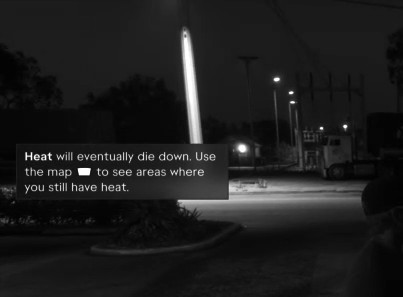 Heat will eventually die down. Use
the map to see areas where
you still have heat.